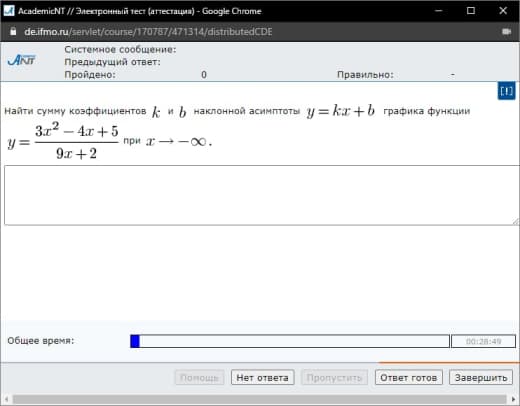 AcademicNT // Электронный тест (аттестация) - Google Chrome
de.ifmo.ru/servlet/course/170787/471314/distributedCDE
ANT
Системное сообщение:
Предыдущий ответ:
Пройдено: 0 Правильно: -
[!]
Найти сумму коэффициентов k и b наклонной асимптоты y = kx + b графика функции
y = \frac{3x^2 - 4x + 5}{9x + 2} при x → -∞.
Общее время: 00:28:49
Помощь Нет ответа Пропустить Ответ готов Завершить